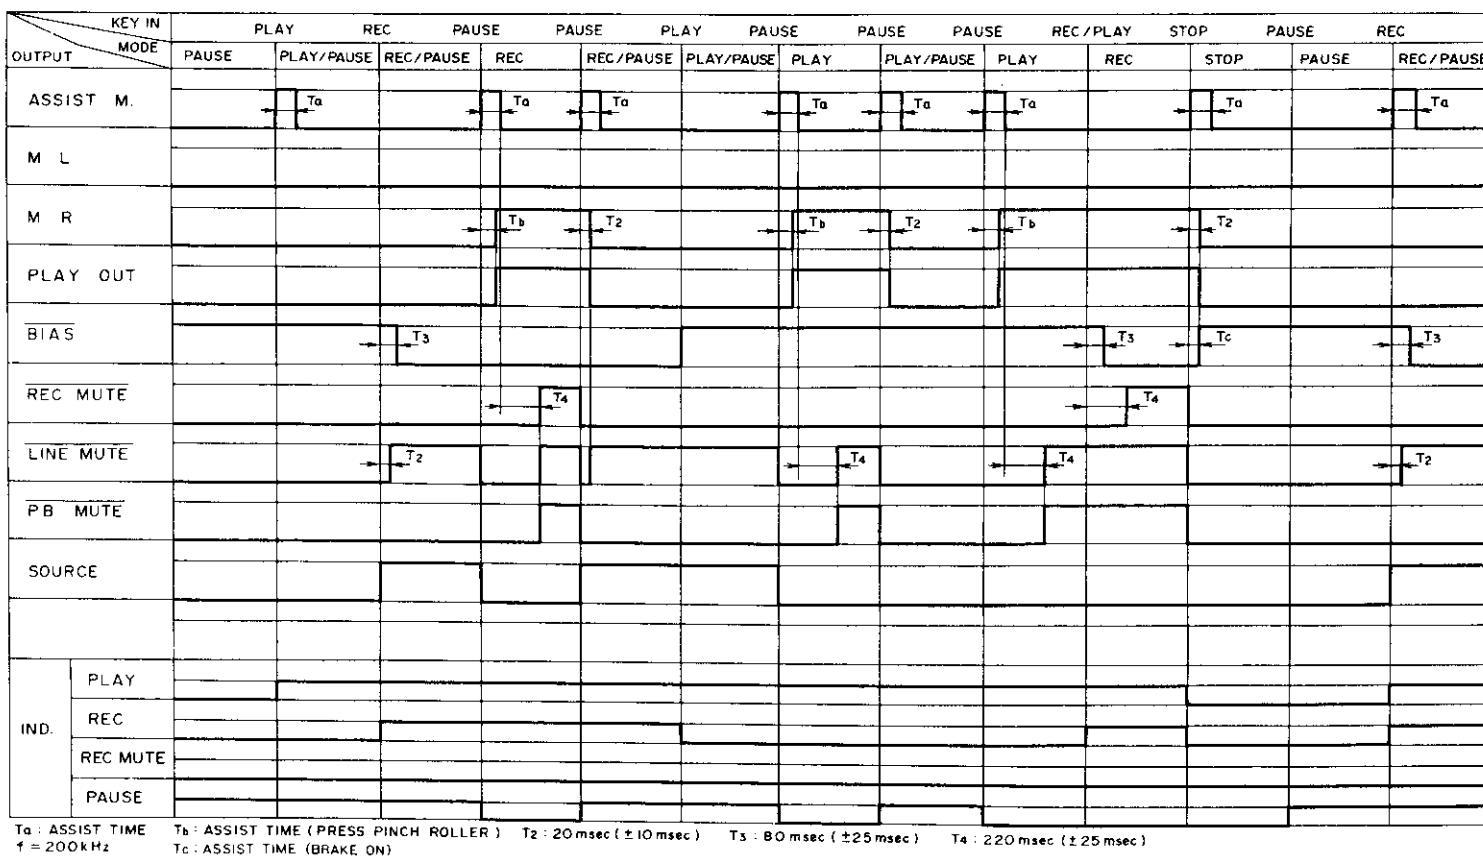 KEY IN PLAY REC PAUSE PAUSE PLAY PAUSE PAUSE PAUSE REC/PLAY STOP PAUSE REC
OUTPUT MODE PAUSE PLAY/PAUSE REC/PAUSE REC REC/PAUSE PLAY/PAUSE PLAY PLAY/PAUSE PLAY REC STOP PAUSE REC/PAUSE
ASSIST M. Ta Ta Ta Ta Ta Ta Ta Ta
M L
M R Tb T2 Tb T2 Tb T2
PLAY OUT
BIAS T3 T3 Tc T3
REC MUTE T4 T4
LINE MUTE T2 T4 T4 T2
PB MUTE
SOURCE
IND.
PLAY
REC
REC MUTE
PAUSE
Ta : ASSIST TIME Tb : ASSIST TIME (PRESS PINCH ROLLER) T2 : 20 msec (±10 msec) T3 : 80 msec (±25 msec) T4 : 220 msec (±25 msec)
f = 200kHz Tc : ASSIST TIME (BRAKE ON)